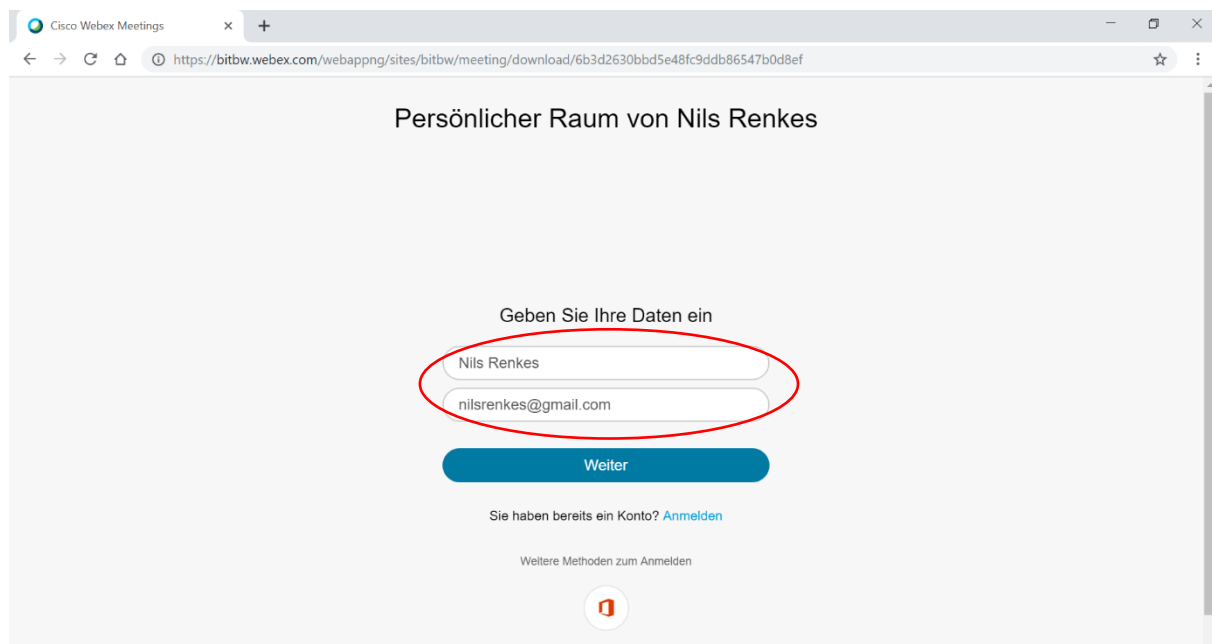 Cisco Webex Meetings
https://bitbw.webex.com/webappng/sites/bitbw/meeting/download/6b3d2630bbd5e48fc9ddb86547b0d8ef
Persönlicher Raum von Nils Renkes
Geben Sie Ihre Daten ein
Nils Renkes
nilsrenkes@gmail.com
Weiter
Sie haben bereits ein Konto? Anmelden
Weitere Methoden zum Anmelden